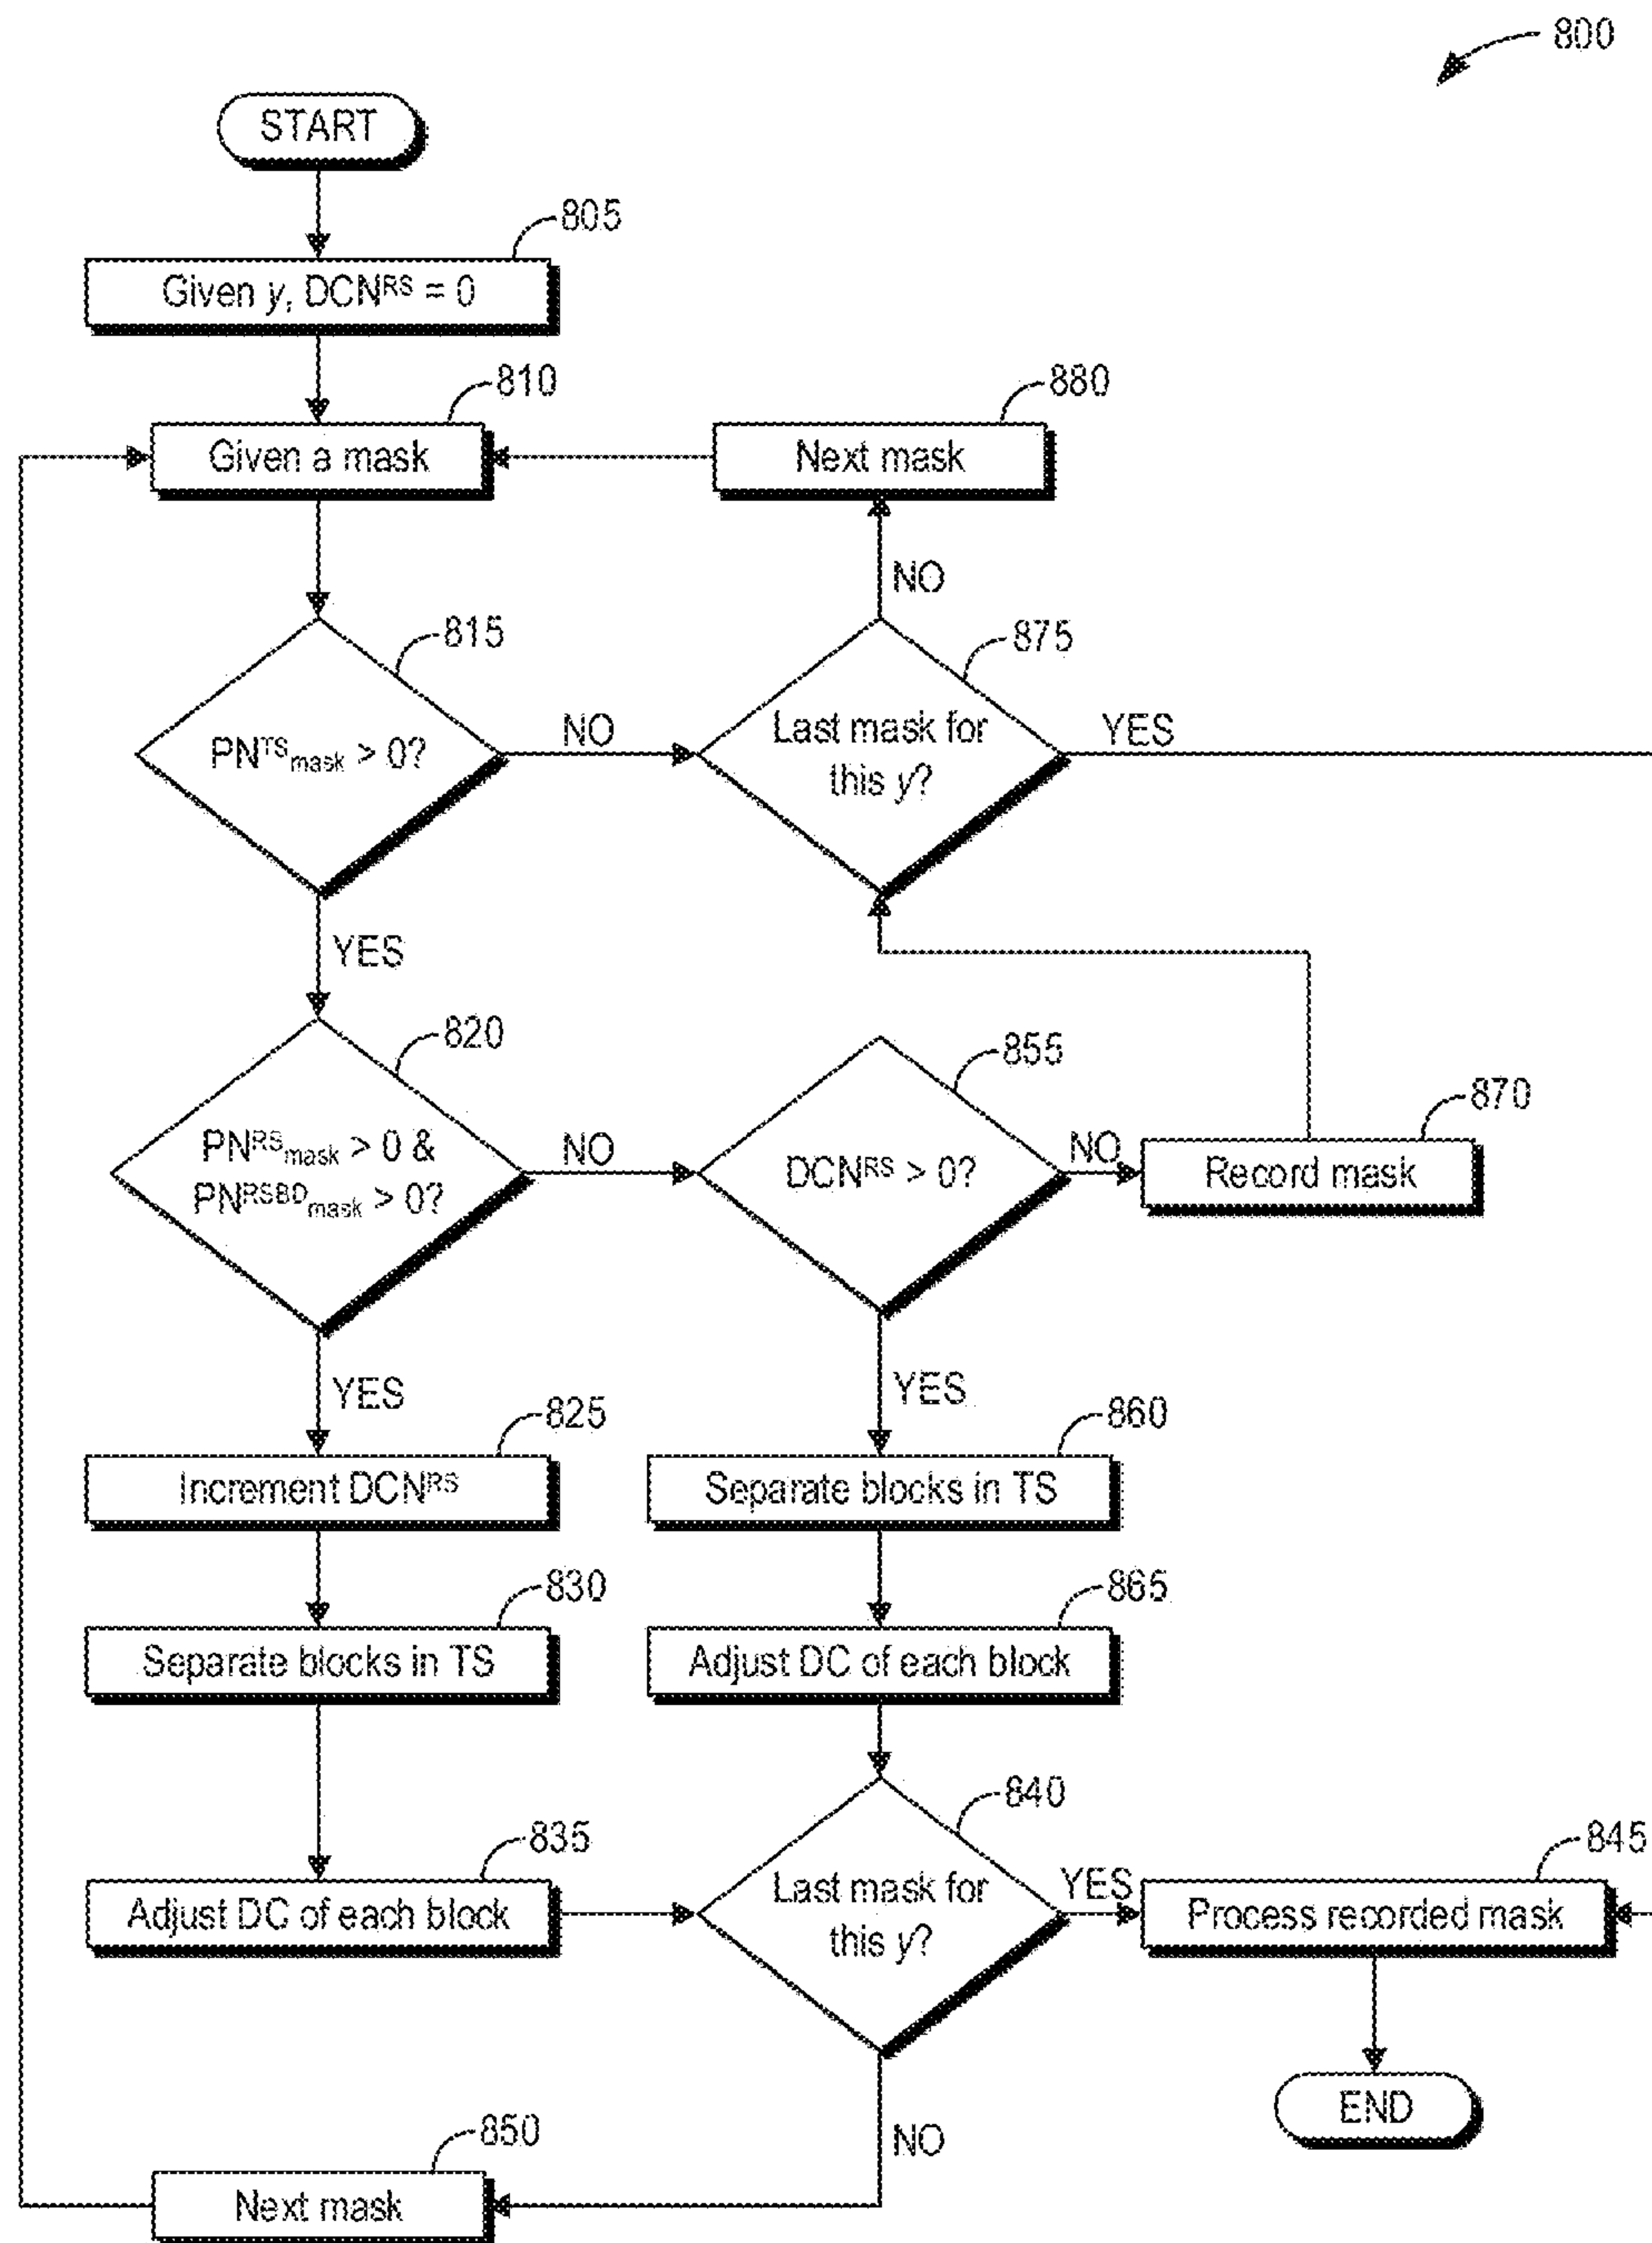 800
START
805
Given y, DCN^RS = 0
810
Given a mask
880
Next mask
NO
815
PN^TS_mask > 0?
NO
875
Last mask for
this y?
YES
YES
820
PN^RS_mask > 0 &
PN^RSBD_mask > 0?
NO
855
DCN^RS > 0?
NO
870
Record mask
YES
YES
825
Increment DCN^RS
860
Separate blocks in TS
830
Separate blocks in TS
865
Adjust DC of each block
835
Adjust DC of each block
840
Last mask for
this y?
YES
845
Process recorded mask
NO
END
850
Next mask